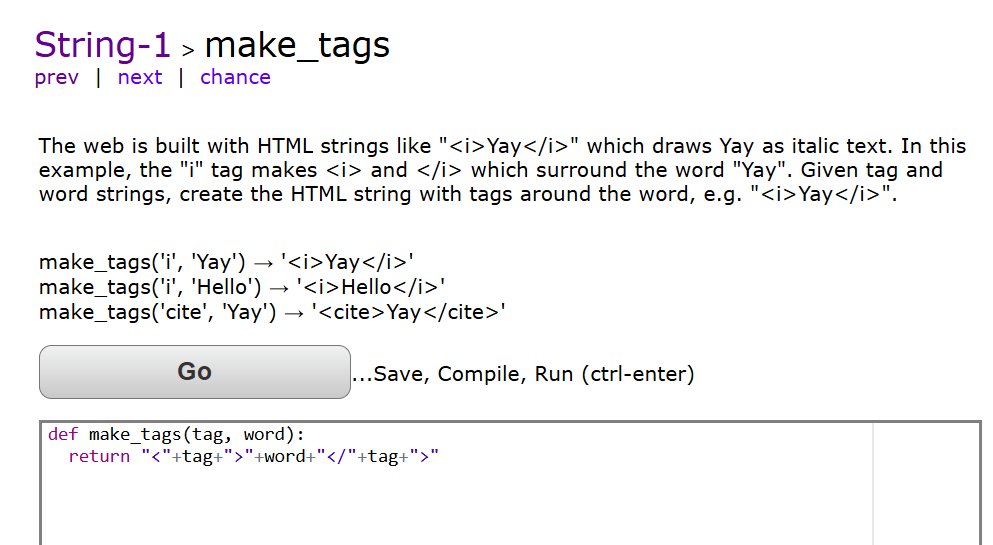 String-1 > make_tags
prev | next | chance
The web is built with HTML strings like "<i>Yay</i>" which draws Yay as italic text. In this
example, the "i" tag makes <i> and </i> which surround the word "Yay". Given tag and
word strings, create the HTML string with tags around the word, e.g. "<i>Yay</i>".
make_tags('i', 'Yay') → '<i>Yay</i>'
make_tags('i', 'Hello') → '<i>Hello</i>'
make_tags('cite', 'Yay') → '<cite>Yay</cite>'
Go ...Save, Compile, Run (ctrl-enter)
def make_tags(tag, word):
  return "<"+tag+">"+word+"</"+tag+">"